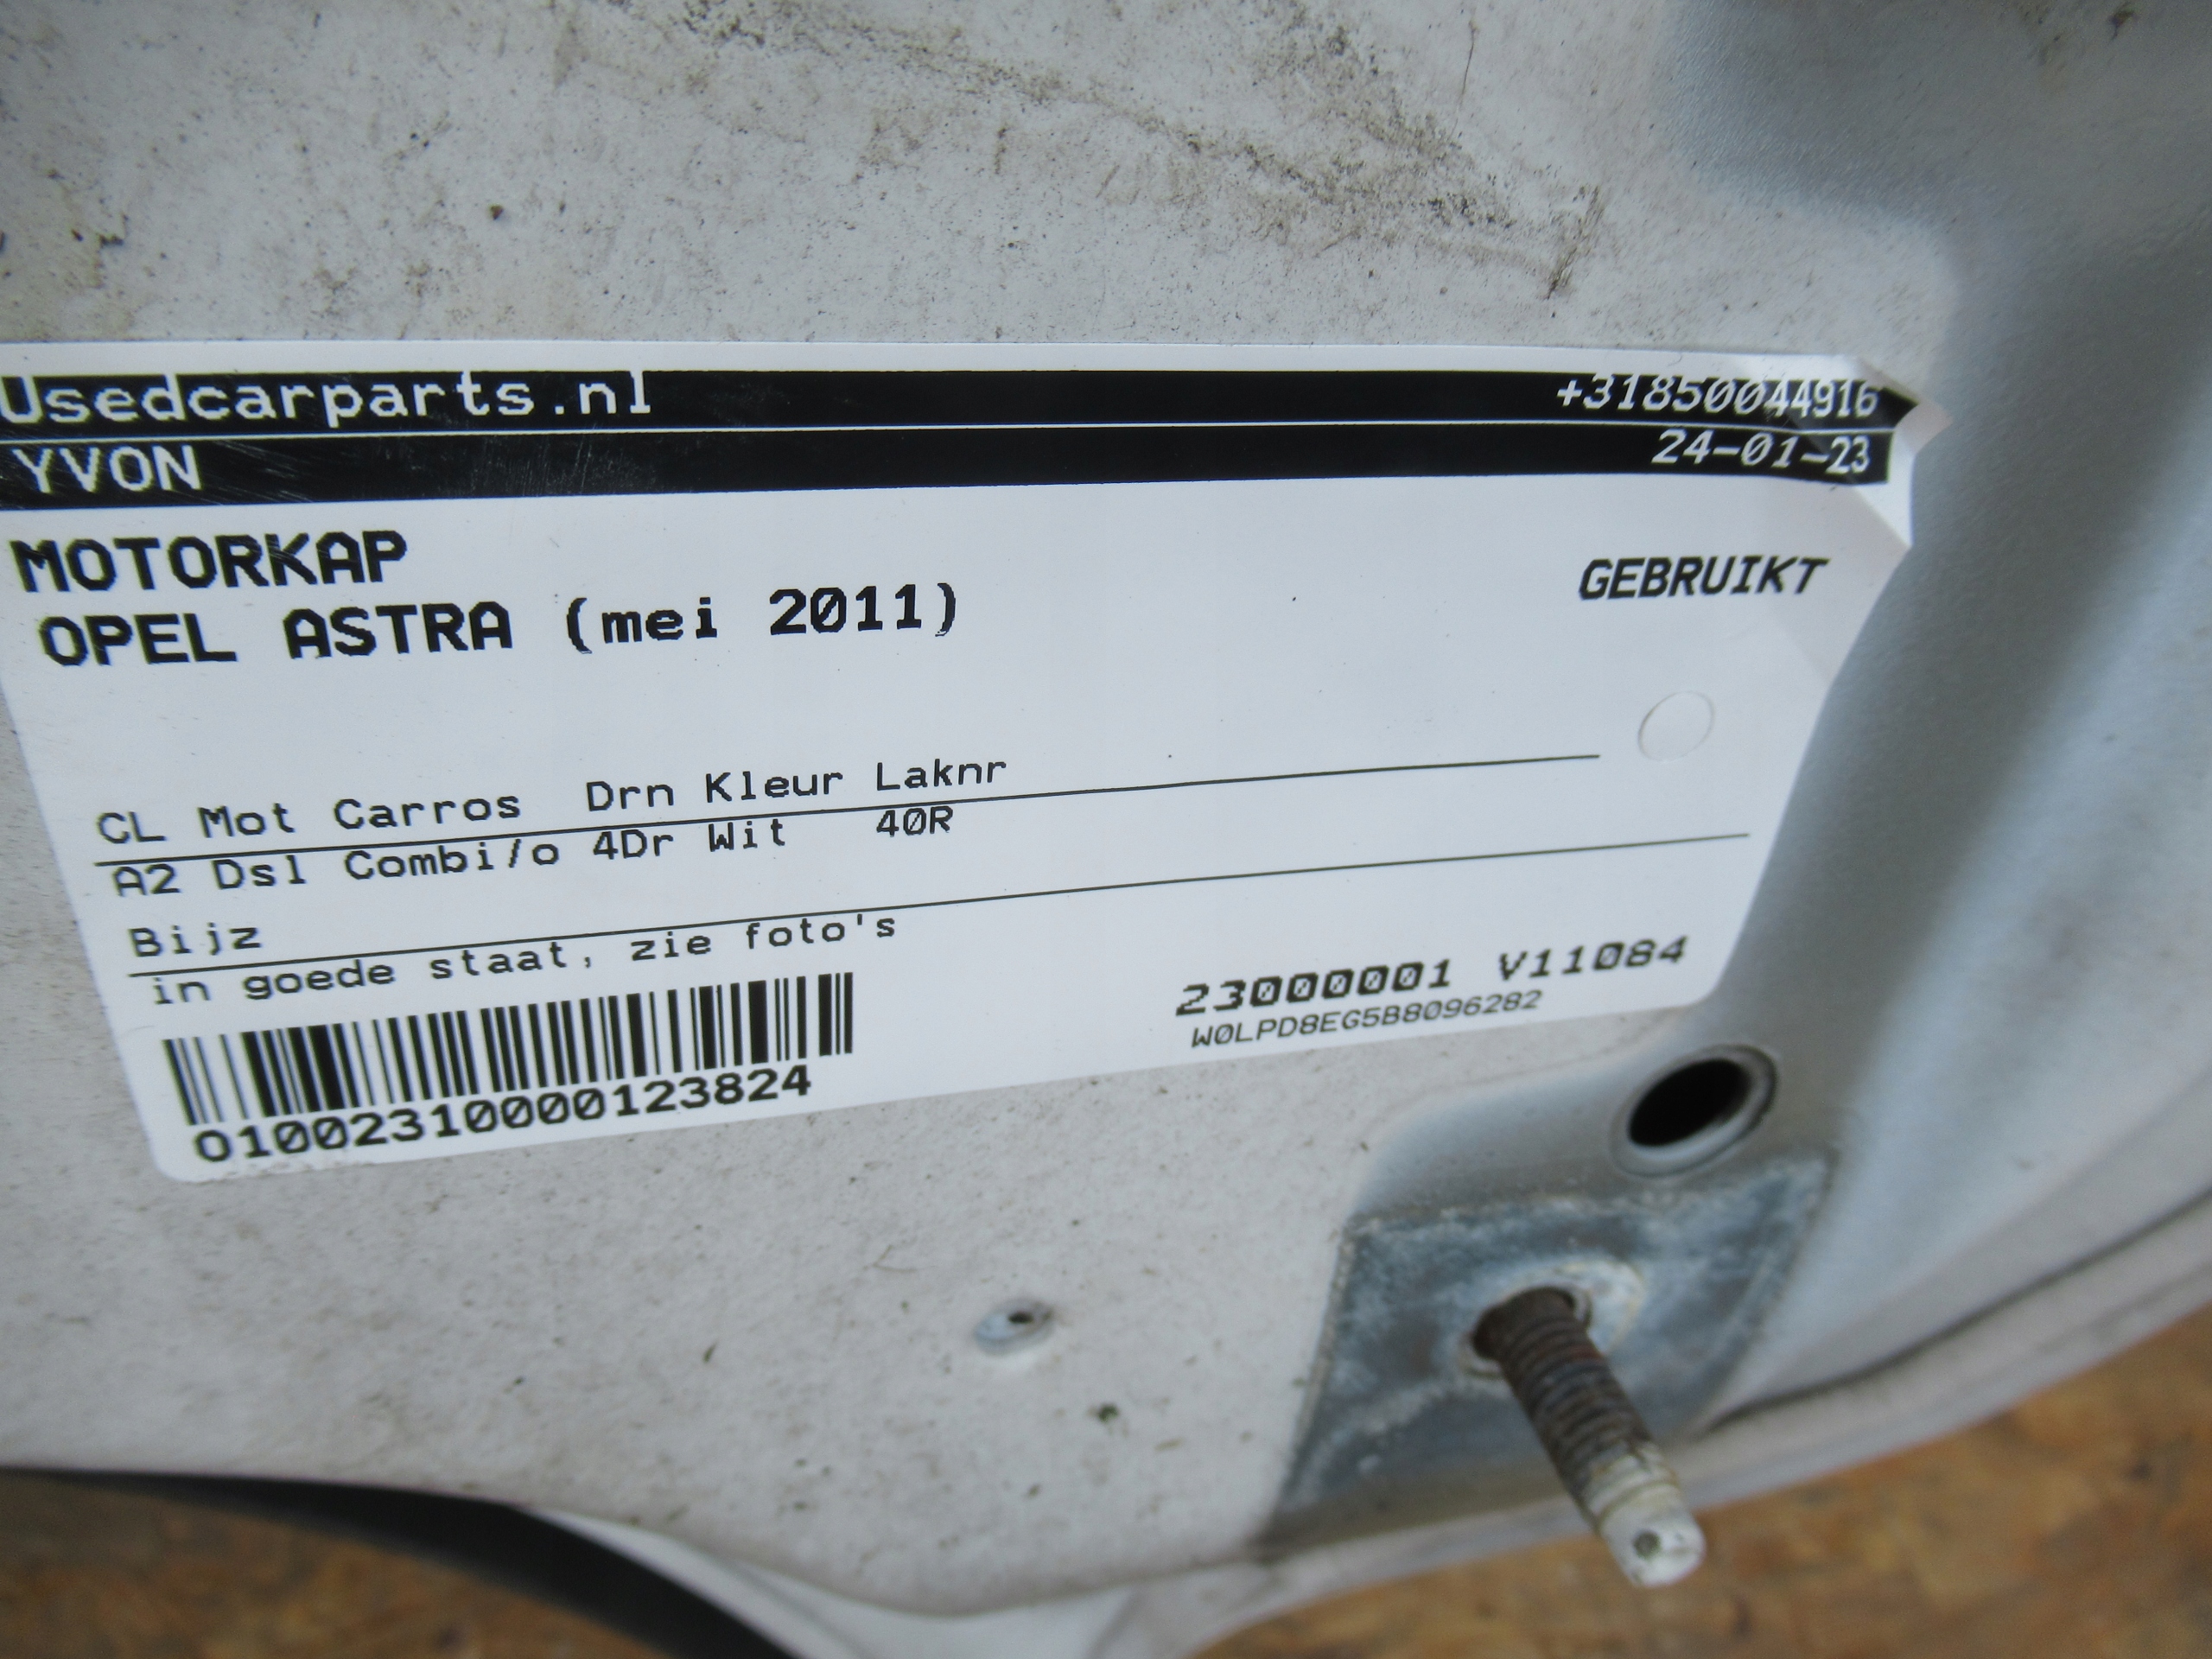 Usedcarparts.nl +31850044916
YVON 24-01-23
MOTORKAP GEBRUIKT
OPEL ASTRA (mei 2011)
CL Mot Carros Drn Kleur Laknr
A2 Dsl Combi/o 4Dr Wit 40R
Bijz
in goede staat, zie foto's
23000001 V11084
W0LPD8EG5B8096282
01002310000123824